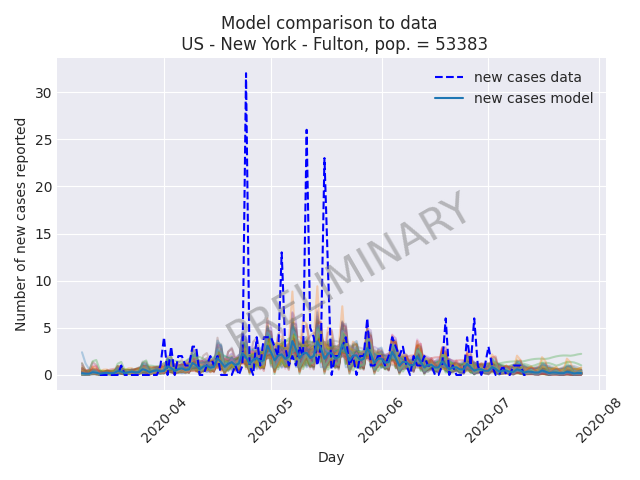 Model comparison to data
US - New York - Fulton, pop. = 53383
new cases data
new cases model
Number of new cases reported
30
25
20
15
10
5
0
PRELIMINARY
2020-04
2020-05
2020-06
2020-07
2020-08
Day